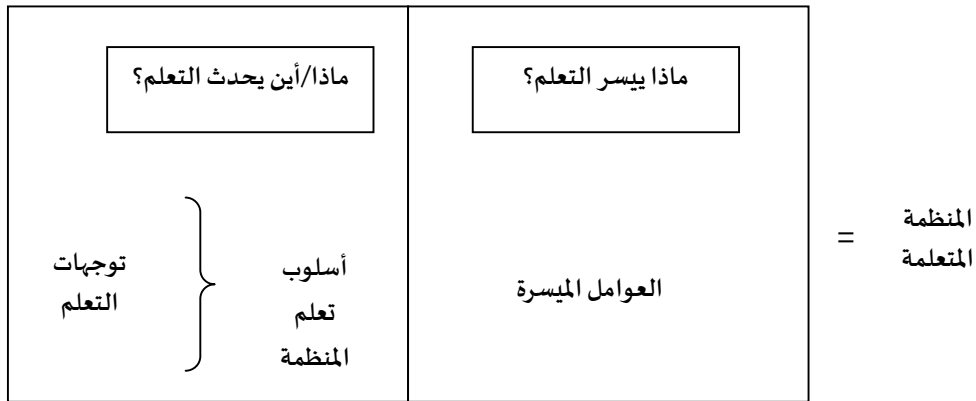 ماذا ييسر التعلم؟
ماذا/أين يحدث التعلم؟
المنظمة
المتعلمة
=
العوامل الميسرة
أسلوب
تعلم
المنظمة
توجهات
التعلم